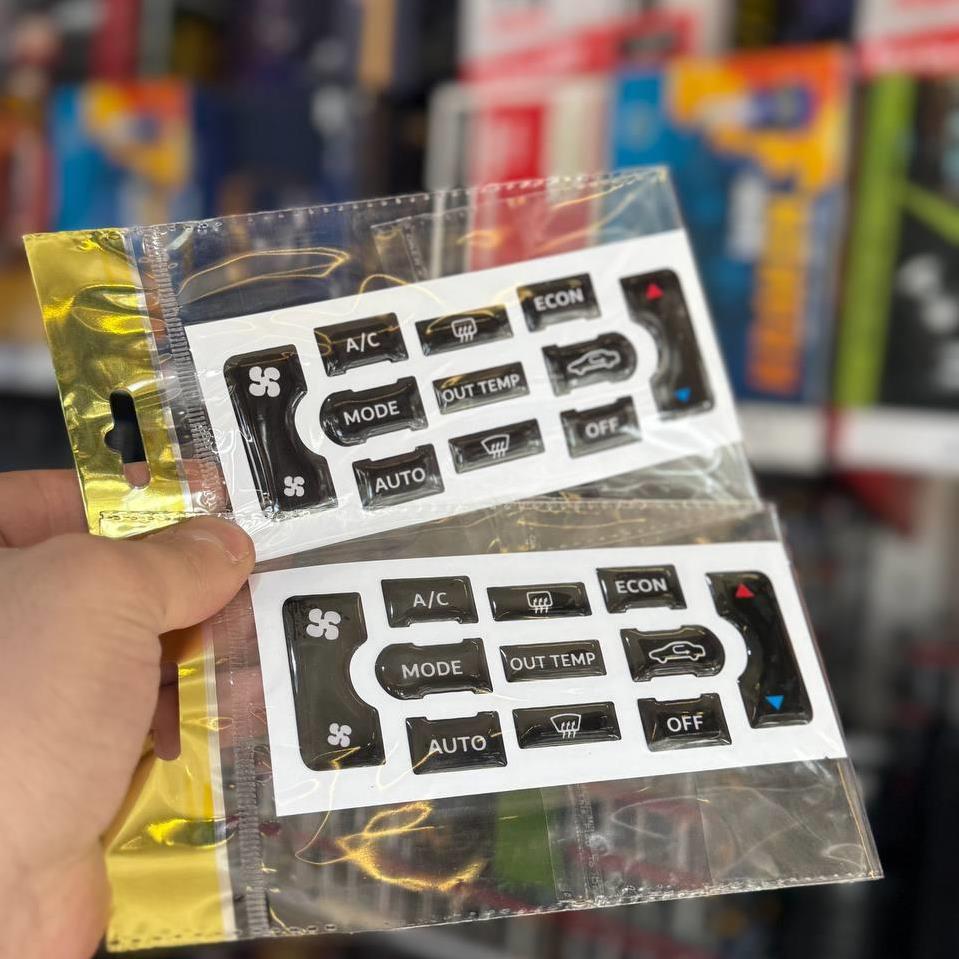 A/C
ECON
MODE
OUT TEMP
AUTO
OFF
A/C
ECON
MODE
OUT TEMP
AUTO
OFF